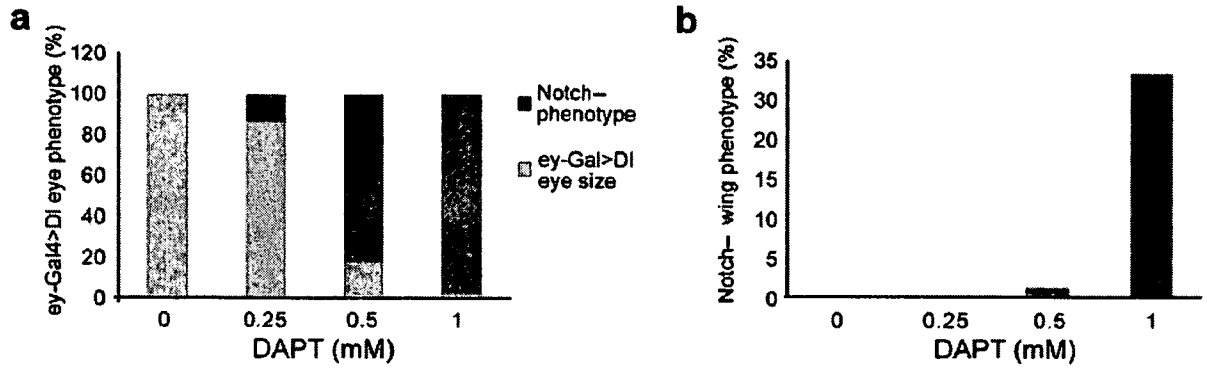 a
ey-Gal4>Dl eye phenotype (%)
120
100
80
60
40
20
0
0 0.25 0.5 1
DAPT (mM)
Notch–
phenotype
ey-Gal>Dl
eye size
b
Notch– wing phenotype (%)
35
30
25
20
15
10
5
0
0 0.25 0.5 1
DAPT (mM)